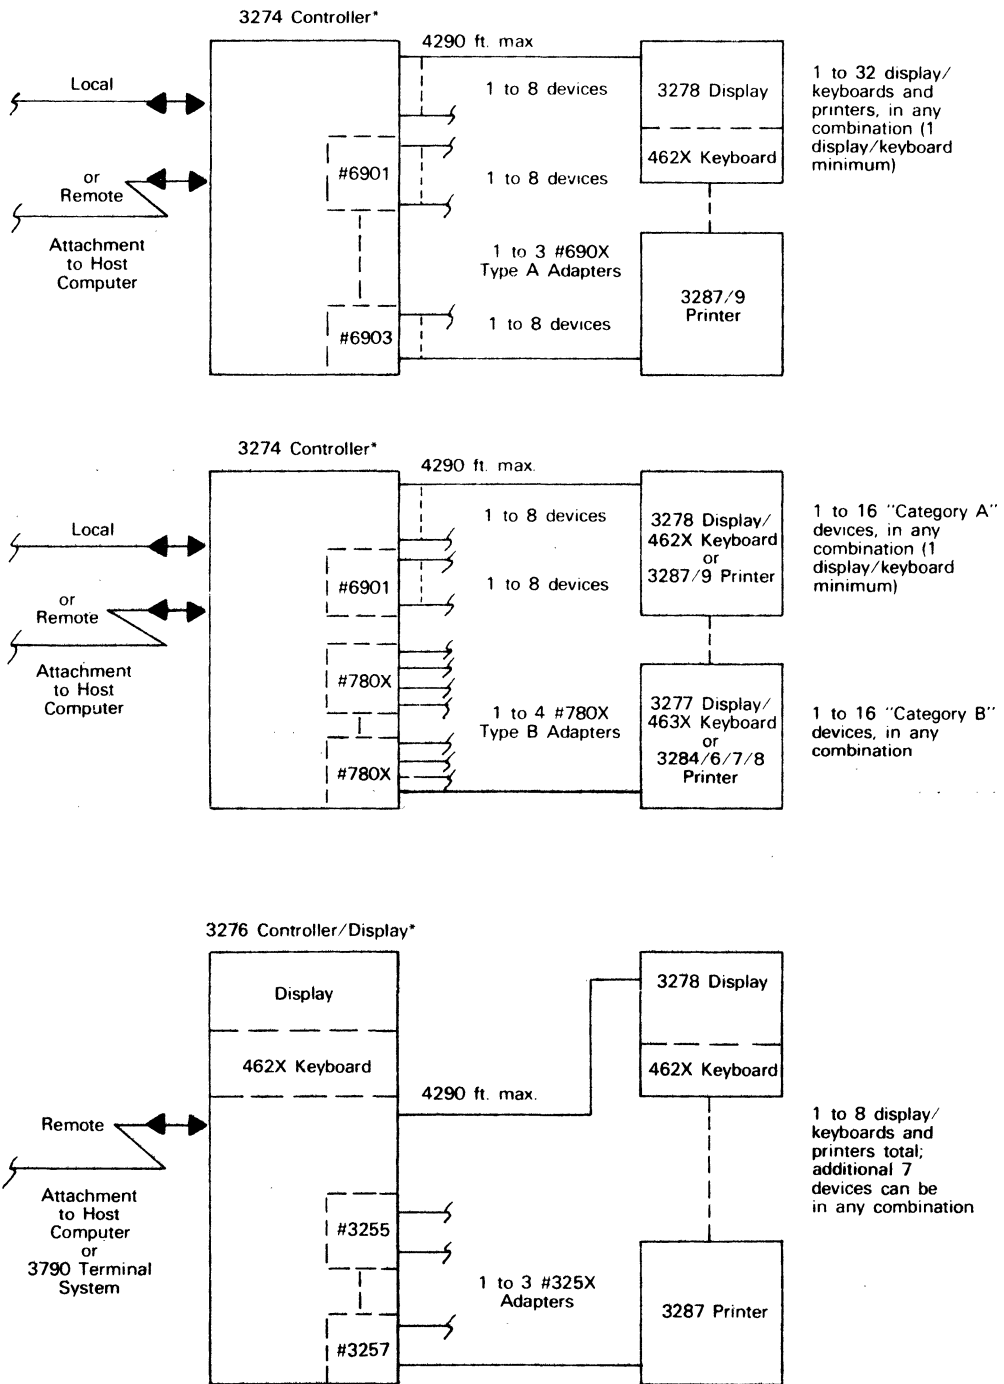 3274 Controller*
4290 ft. max
Local
1 to 8 devices
3278 Display
1 to 32 display/
keyboards and
printers, in any
combination (1
display/keyboard
minimum)
462X Keyboard
#6901
1 to 8 devices
or
Remote
Attachment
to Host
Computer
1 to 3 #690X
Type A Adapters
3287/9
Printer
#6903
1 to 8 devices
3274 Controller*
4290 ft. max.
Local
1 to 8 devices
3278 Display/
462X Keyboard
or
3287/9 Printer
1 to 16 "Category A"
devices, in any
combination (1
display/keyboard
minimum)
#6901
1 to 8 devices
or
Remote
Attachment
to Host
Computer
#780X
1 to 4 #780X
Type B Adapters
3277 Display/
463X Keyboard
or
3284/6/7/8
Printer
1 to 16 "Category B"
devices, in any
combination
#780X
3276 Controller/Display*
Display
462X Keyboard
3278 Display
462X Keyboard
4290 ft. max.
Remote
Attachment
to Host
Computer
or
3790 Terminal
System
1 to 8 display/
keyboards and
printers total;
additional 7
devices can be
in any combination
#3255
1 to 3 #325X
Adapters
#3257
3287 Printer